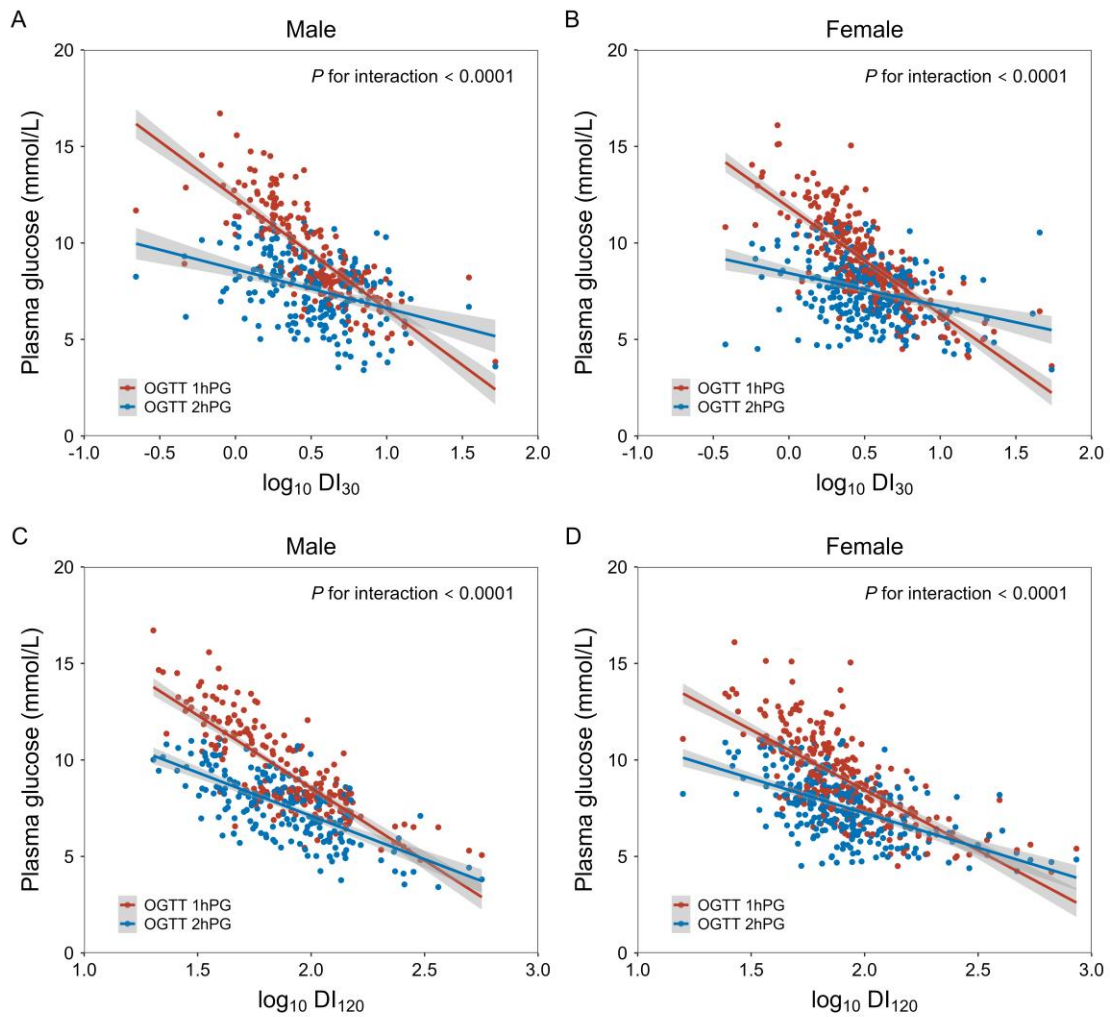 A
Male
P for interaction < 0.0001
Plasma glucose (mmol/L)
20
15
10
5
0
OGTT 1hPG
OGTT 2hPG
-1.0 -0.5 0.0 0.5 1.0 1.5 2.0
log10 DI30
B
Female
P for interaction < 0.0001
Plasma glucose (mmol/L)
20
15
10
5
0
OGTT 1hPG
OGTT 2hPG
-1.0 -0.5 0.0 0.5 1.0 1.5 2.0
log10 DI30
C
Male
P for interaction < 0.0001
Plasma glucose (mmol/L)
20
15
10
5
0
OGTT 1hPG
OGTT 2hPG
1.0 1.5 2.0 2.5 3.0
log10 DI120
D
Female
P for interaction < 0.0001
Plasma glucose (mmol/L)
20
15
10
5
0
OGTT 1hPG
OGTT 2hPG
1.0 1.5 2.0 2.5 3.0
log10 DI120